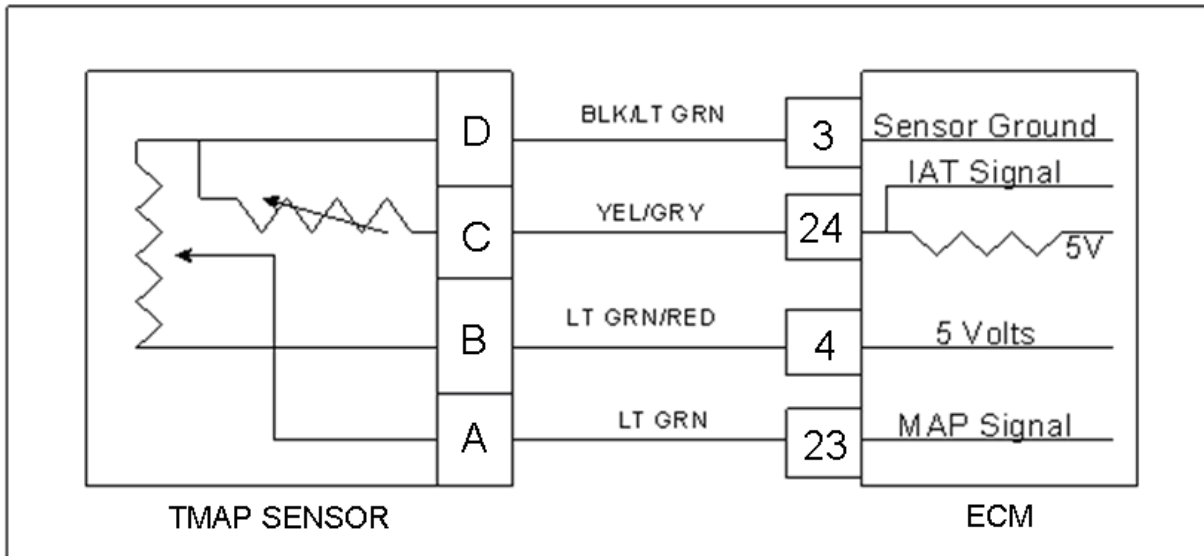 D BLK/LT GRN 3 Sensor Ground
IAT Signal
C YEL/GRY 24 5V
B LT GRN/RED 4 5 Volts
A LT GRN 23 MAP Signal
TMAP SENSOR ECM